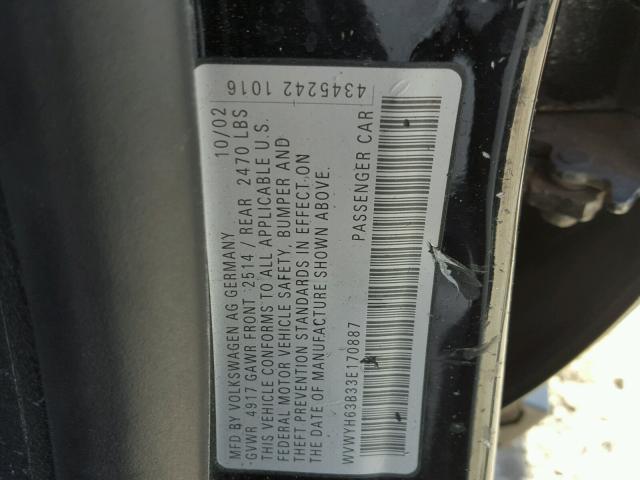 MFD BY VOLKSWAGEN AG GERMANY 10/02
GVWR 4917 GAWR FRONT 2514 / REAR 2470 LBS
THIS VEHICLE CONFORMS TO ALL APPLICABLE U.S.
FEDERAL MOTOR VEHICLE SAFETY, BUMPER AND
THEFT PREVENTION STANDARDS IN EFFECT ON
THE DATE OF MANUFACTURE SHOWN ABOVE.
WVWYH63B33E170887 PASSENGER CAR
4345242 1016